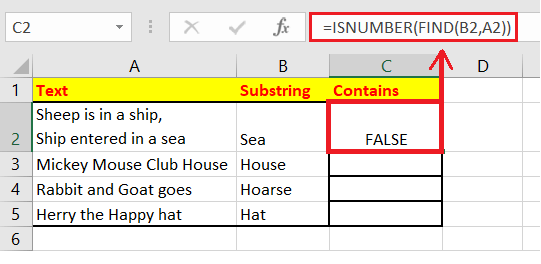 C2 fx =ISNUMBER(FIND(B2,A2))
A B C D
1 Text Substring Contains
Sheep is in a ship,
2 Ship entered in a sea Sea FALSE
3 Mickey Mouse Club House House
4 Rabbit and Goat goes Hoarse
5 Herry the Happy hat Hat
6